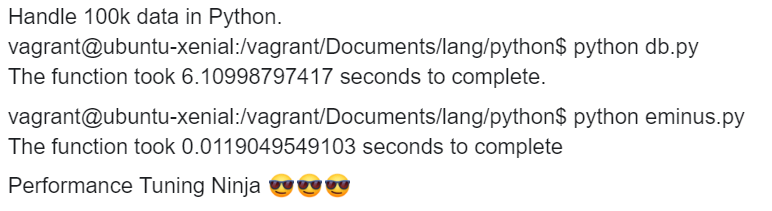 Handle 100k data in Python.
vagrant@ubuntu-xenial:/vagrant/Documents/lang/python$ python db.py
The function took 6.10998797417 seconds to complete.
vagrant@ubuntu-xenial:/vagrant/Documents/lang/python$ python eminus.py
The function took 0.0119049549103 seconds to complete
Performance Tuning Ninja 😎😎😎